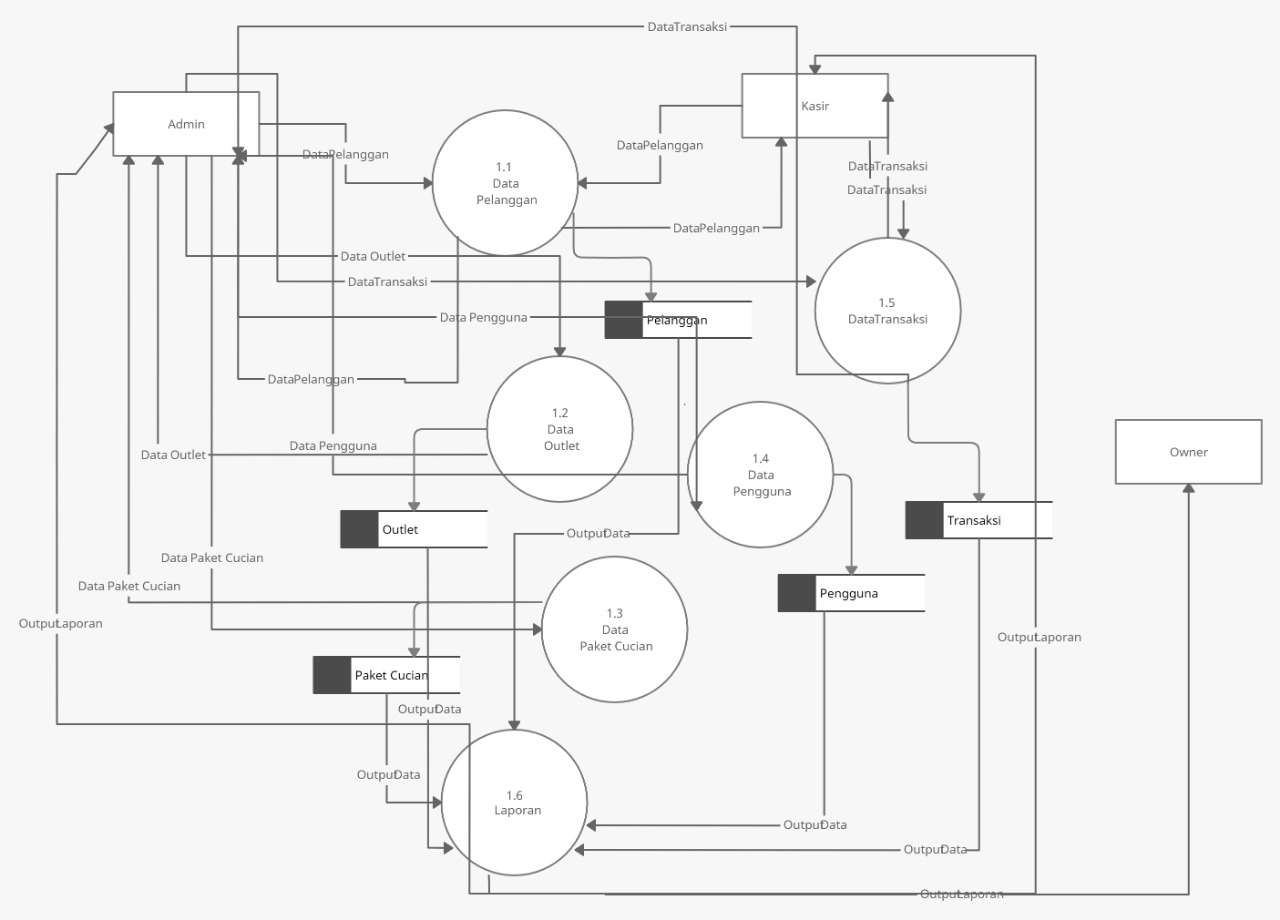 DataTransaksi
Kasir
Admin
DataPelanggan
DataPelanggan
1.1
Data
Pelanggan
DataTransaksi
DataTransaksi
DataPelanggan
Data Outlet
DataTransaksi
1.5
DataTransaksi
Data Pengguna
Pelanggan
DataPelanggan
1.2
Data
Outlet
Data Pengguna
Data Outlet
1.4
Data
Pengguna
Owner
Outlet
OutputData
Transaksi
Data Paket Cucian
Data Paket Cucian
Pengguna
1.3
Data
Paket Cucian
OutputLaporan
OutputLaporan
Paket Cucian
OutputData
OutputData
1.6
Laporan
OutputData
OutputData
OutputLaporan